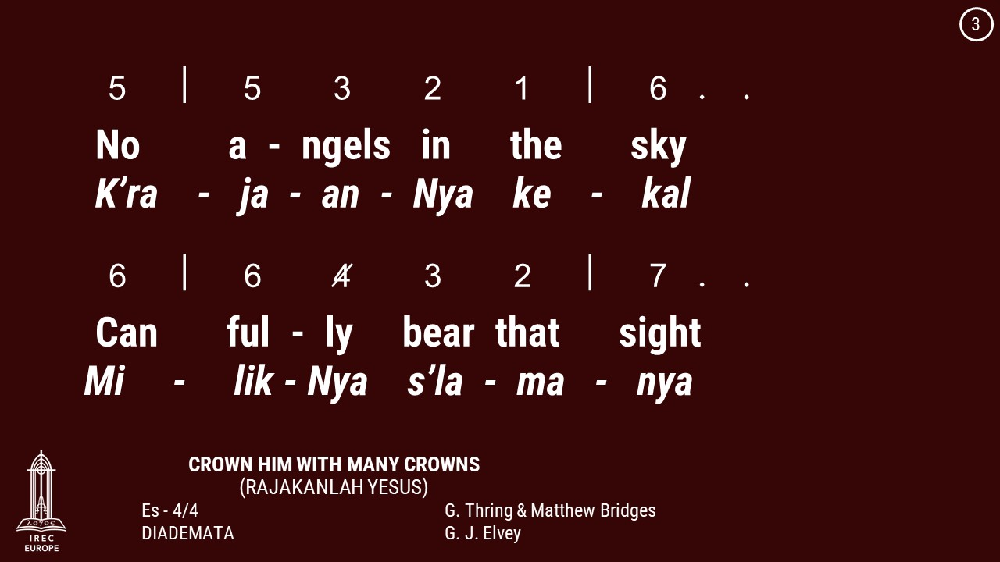 3
5 | 5 3 2 1 | 6 . .
No a - ngels in the sky
K’ra - ja - an - Nya ke - kal
6 | 6 4̸ 3 2 | 7 . .
Can ful - ly bear that sight
Mi - lik - Nya s’la - ma - nya
CROWN HIM WITH MANY CROWNS
(RAJAKANLAH YESUS)
Es - 4/4 G. Thring & Matthew Bridges
DIADEMATA G. J. Elvey
λογος
IREC
EUROPE